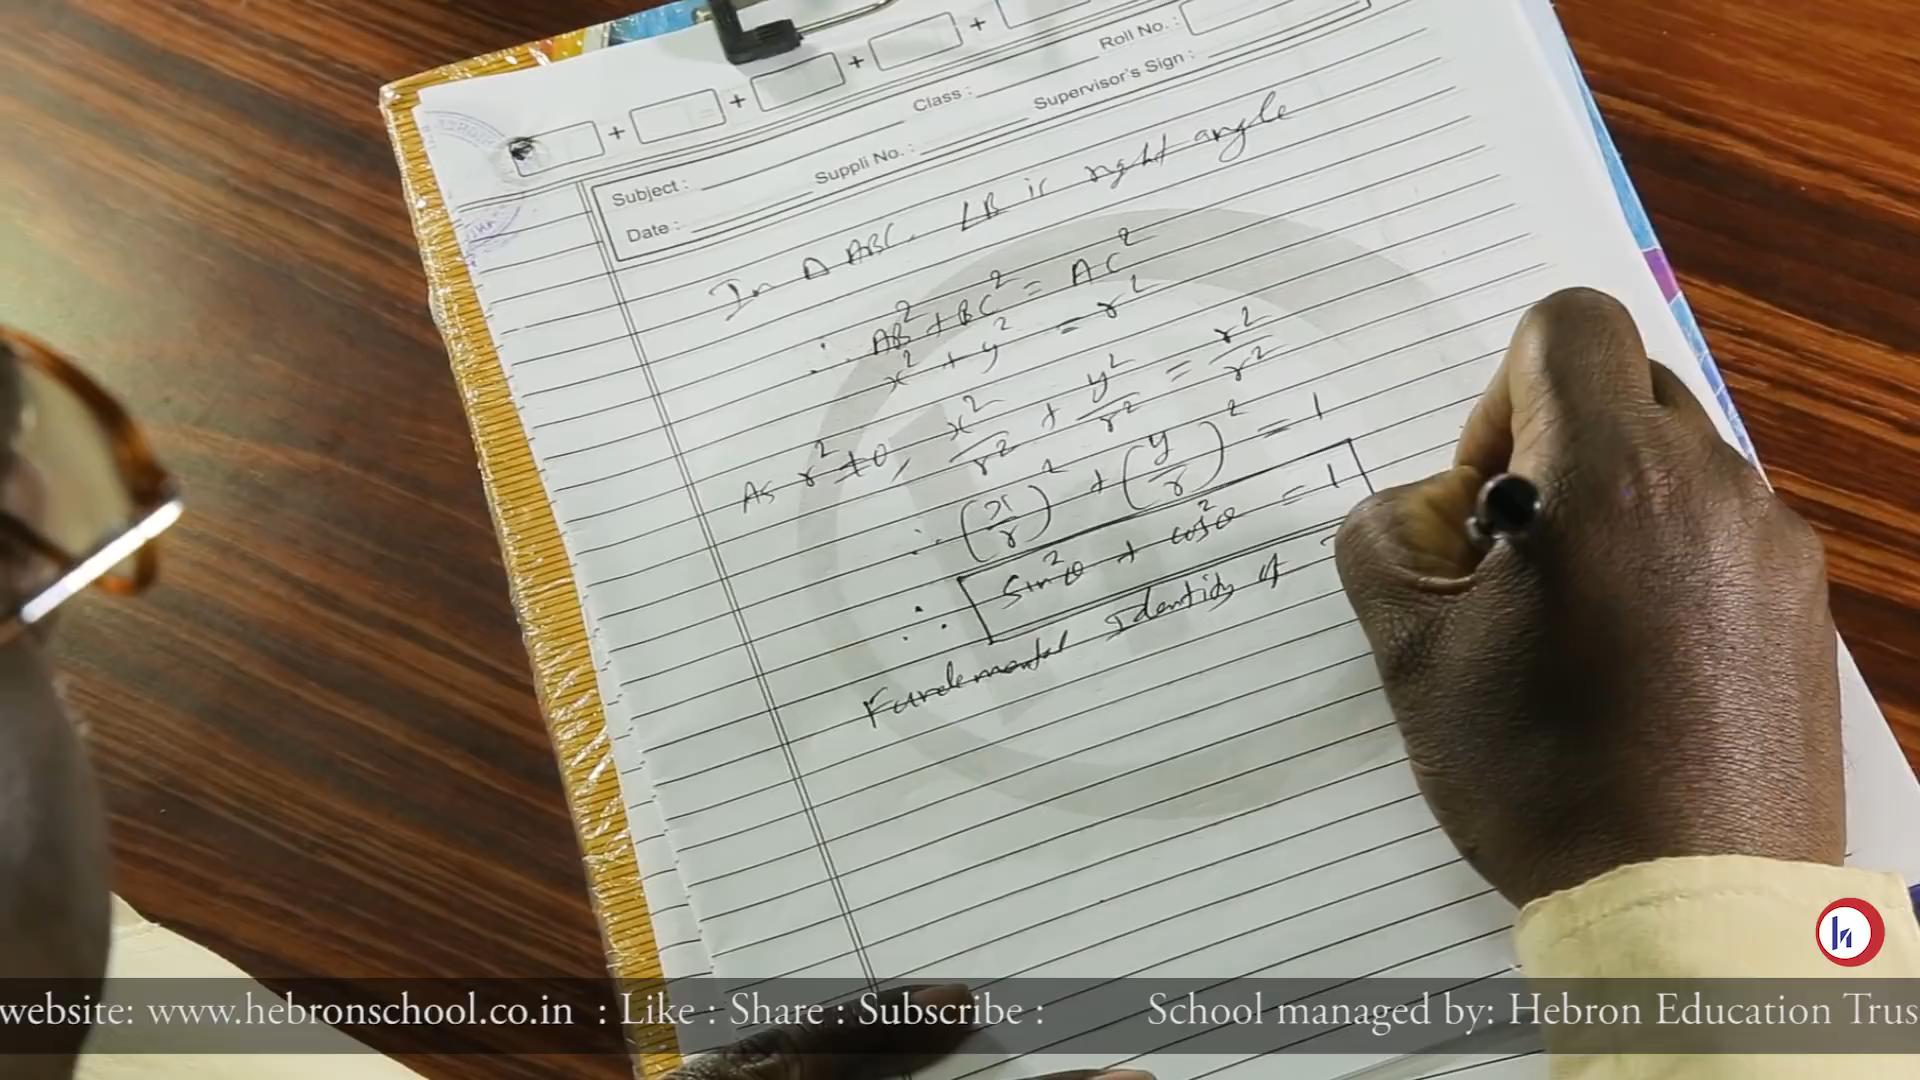 + + + +
Roll No. :
Class :
Supervisor's Sign :
Subject :
Suppli No. :
Date :
In Δ ABC. ∠B is right angle
∴ AB² + BC² = AC²
x² + y² = r²
As r² ≠ 0, x²/r² + y²/r² = r²/r²
∴ (x/r)² + (y/r)² = 1
∴ sin²θ + cos²θ = 1
Fundemental Identity of
website: www.hebronschool.co.in : Like : Share : Subscribe : School managed by: Hebron Education Trus